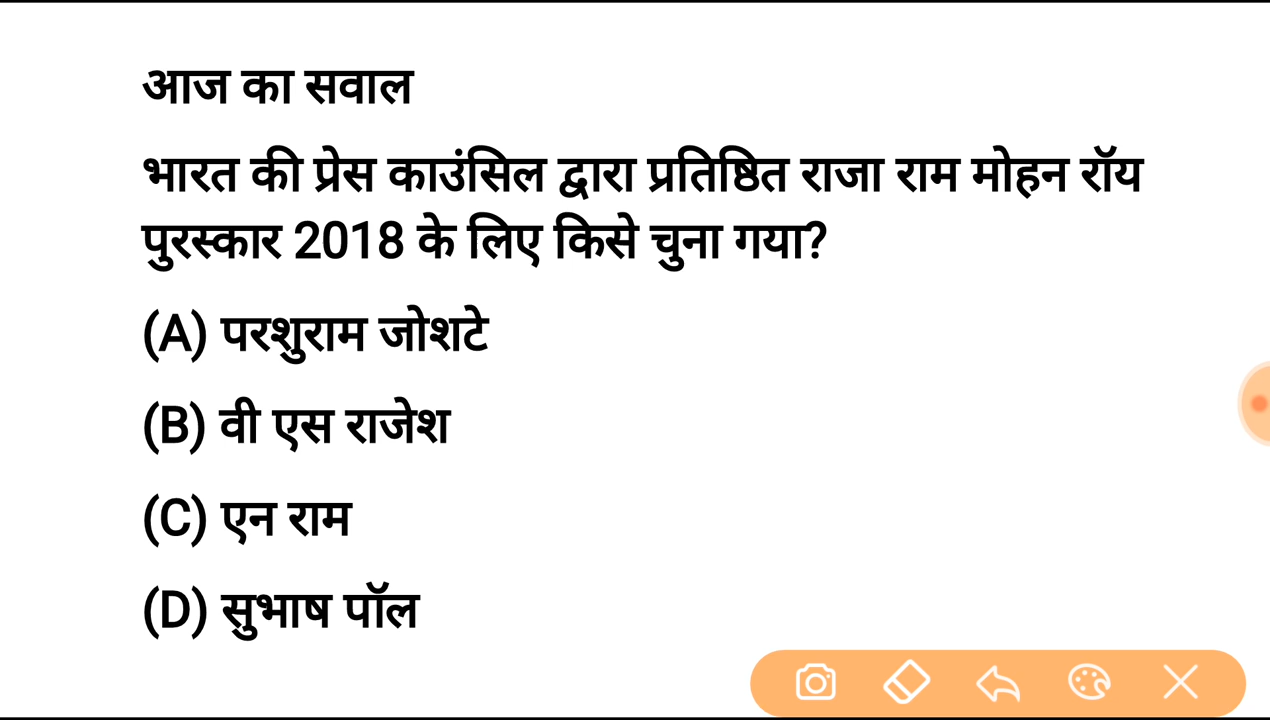 आज का सवाल
भारत की प्रेस काउंसिल द्वारा प्रतिष्ठित राजा राम मोहन रॉय
पुरस्कार 2018 के लिए किसे चुना गया?
(A) परशुराम जोशटे
(B) वी एस राजेश
(C) एन राम
(D) सुभाष पॉल